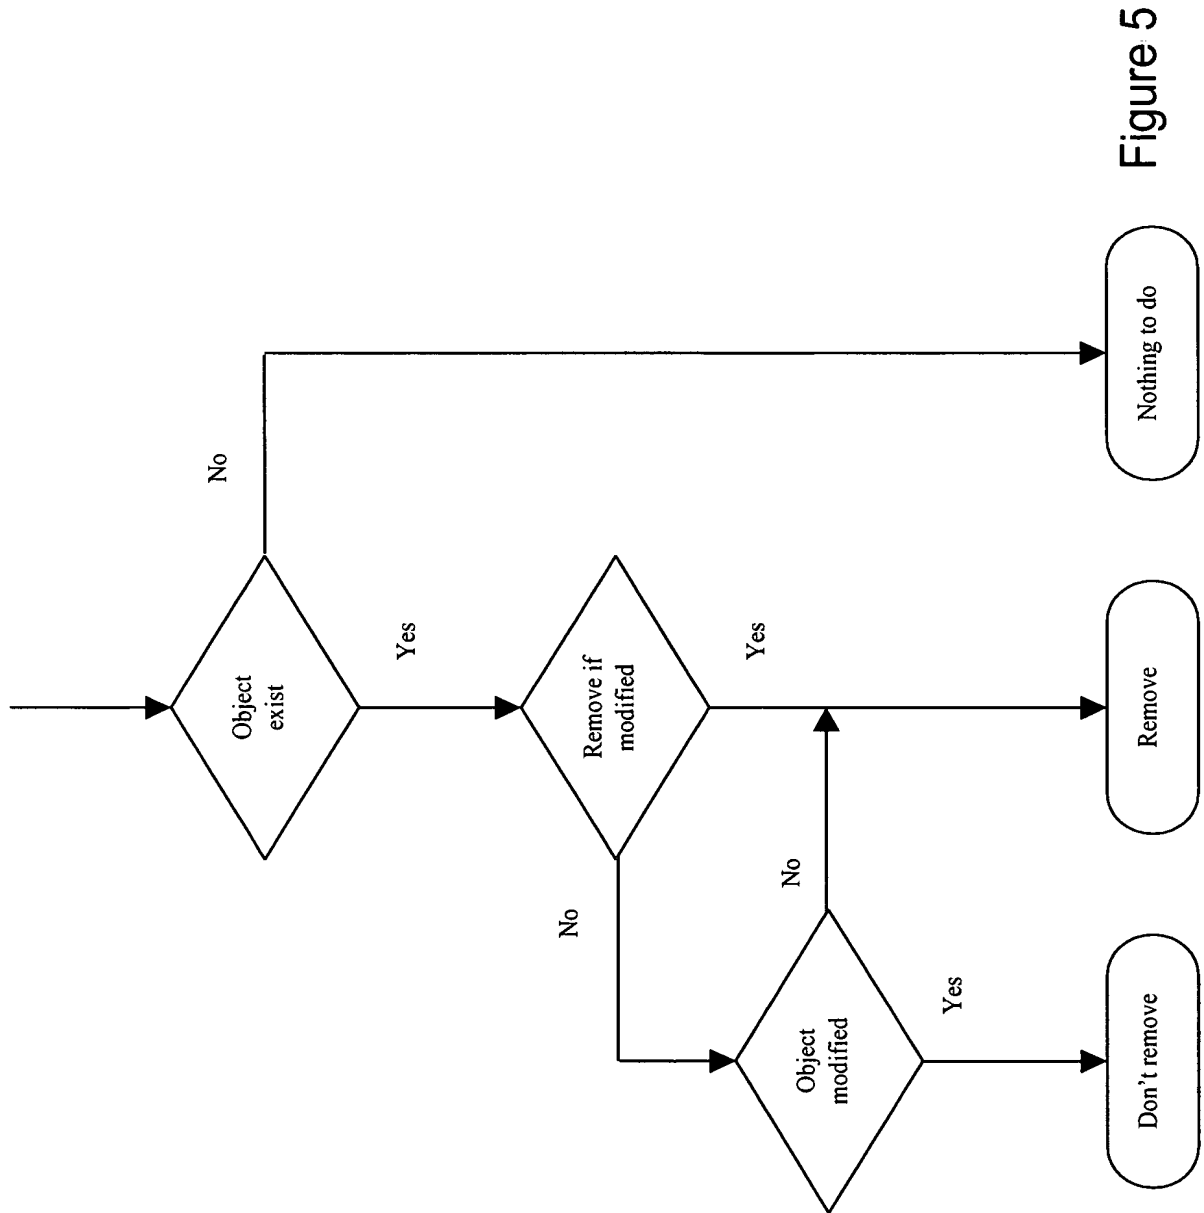 Object
exist
No
Yes
Remove if
modified
Yes
No
Object
modified
No
Yes
Don't remove
Remove
Nothing to do
Figure 5